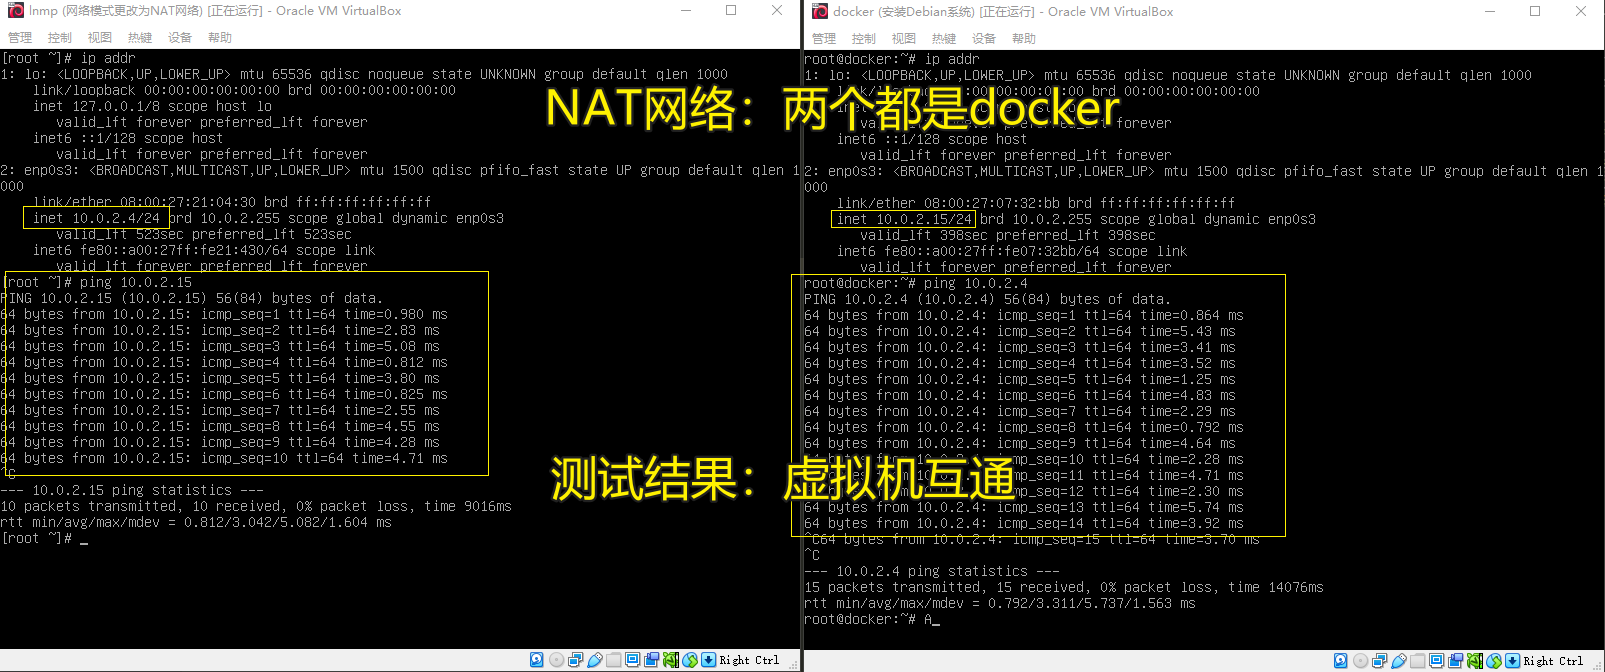 lnmp (网络模式更改为NAT网络) [正在运行] - Oracle VM VirtualBox
管理 控制 视图 热键 设备 帮助
[root ~]# ip addr
1: lo: <LOOPBACK,UP,LOWER_UP> mtu 65536 qdisc noqueue state UNKNOWN group default qlen 1000
link/loopback 00:00:00:00:00:00 brd 00:00:00:00:00:00
inet 127.0.0.1/8 scope host lo
valid_lft forever preferred_lft forever
inet6 ::1/128 scope host
valid_lft forever preferred_lft forever
2: enp0s3: <BROADCAST,MULTICAST,UP,LOWER_UP> mtu 1500 qdisc pfifo_fast state UP group default qlen 1
000
link/ether 08:00:27:21:04:30 brd ff:ff:ff:ff:ff:ff
inet 10.0.2.4/24 brd 10.0.2.255 scope global dynamic enp0s3
valid_lft 523sec preferred_lft 523sec
inet6 fe80::a00:27ff:fe21:430/64 scope link
valid_lft forever preferred_lft forever
[root ~]# ping 10.0.2.15
PING 10.0.2.15 (10.0.2.15) 56(84) bytes of data.
64 bytes from 10.0.2.15: icmp_seq=1 ttl=64 time=0.980 ms
64 bytes from 10.0.2.15: icmp_seq=2 ttl=64 time=2.83 ms
64 bytes from 10.0.2.15: icmp_seq=3 ttl=64 time=5.08 ms
64 bytes from 10.0.2.15: icmp_seq=4 ttl=64 time=0.812 ms
64 bytes from 10.0.2.15: icmp_seq=5 ttl=64 time=3.80 ms
64 bytes from 10.0.2.15: icmp_seq=6 ttl=64 time=0.825 ms
64 bytes from 10.0.2.15: icmp_seq=7 ttl=64 time=2.55 ms
64 bytes from 10.0.2.15: icmp_seq=8 ttl=64 time=4.55 ms
64 bytes from 10.0.2.15: icmp_seq=9 ttl=64 time=4.28 ms
64 bytes from 10.0.2.15: icmp_seq=10 ttl=64 time=4.71 ms
^C
--- 10.0.2.15 ping statistics ---
10 packets transmitted, 10 received, 0% packet loss, time 9016ms
rtt min/avg/max/mdev = 0.812/3.042/5.082/1.604 ms
[root ~]# _
Right Ctrl
NAT网络：两个都是docker
测试结果：虚拟机互通
docker (安装Debian系统) [正在运行] - Oracle VM VirtualBox
管理 控制 视图 热键 设备 帮助
root@docker:~# ip addr
1: lo: <LOOPBACK,UP,LOWER_UP> mtu 65536 qdisc noqueue state UNKNOWN group default qlen 1000
link/loopback 00:00:00:00:00:00 brd 00:00:00:00:00:00
valid_lft forever preferred_lft forever
inet6 ::1/128 scope host
valid_lft forever preferred_lft forever
2: enp0s3: <BROADCAST,MULTICAST,UP,LOWER_UP> mtu 1500 qdisc pfifo_fast state UP group default qlen 1
000
link/ether 08:00:27:07:32:bb brd ff:ff:ff:ff:ff:ff
inet 10.0.2.15/24 brd 10.0.2.255 scope global dynamic enp0s3
valid_lft 398sec preferred_lft 398sec
inet6 fe80::a00:27ff:fe07:32bb/64 scope link
valid_lft forever preferred_lft forever
root@docker:~# ping 10.0.2.4
PING 10.0.2.4 (10.0.2.4) 56(84) bytes of data.
64 bytes from 10.0.2.4: icmp_seq=1 ttl=64 time=0.864 ms
64 bytes from 10.0.2.4: icmp_seq=2 ttl=64 time=5.43 ms
64 bytes from 10.0.2.4: icmp_seq=3 ttl=64 time=3.41 ms
64 bytes from 10.0.2.4: icmp_seq=4 ttl=64 time=3.52 ms
64 bytes from 10.0.2.4: icmp_seq=5 ttl=64 time=1.25 ms
64 bytes from 10.0.2.4: icmp_seq=6 ttl=64 time=4.83 ms
64 bytes from 10.0.2.4: icmp_seq=7 ttl=64 time=2.29 ms
64 bytes from 10.0.2.4: icmp_seq=8 ttl=64 time=0.792 ms
64 bytes from 10.0.2.4: icmp_seq=9 ttl=64 time=4.64 ms
64 bytes from 10.0.2.4: icmp_seq=10 ttl=64 time=2.28 ms
icmp_seq=11 ttl=64 time=4.71 ms
icmp_seq=12 ttl=64 time=2.30 ms
64 bytes from 10.0.2.4: icmp_seq=13 ttl=64 time=5.74 ms
64 bytes from 10.0.2.4: icmp_seq=14 ttl=64 time=3.92 ms
^C64 bytes from 10.0.2.4: icmp_seq=15 ttl=64 time=3.70 ms
^C
--- 10.0.2.4 ping statistics ---
15 packets transmitted, 15 received, 0% packet loss, time 14076ms
rtt min/avg/max/mdev = 0.792/3.311/5.737/1.563 ms
root@docker:~# A_
Right Ctrl